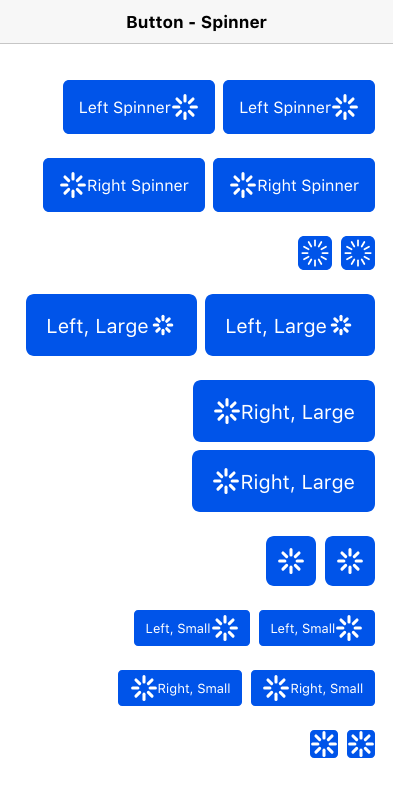 Button - Spinner
Left Spinner Left Spinner
Right Spinner Right Spinner
Left, Large Left, Large
Right, Large
Right, Large
Left, Small Left, Small
Right, Small Right, Small